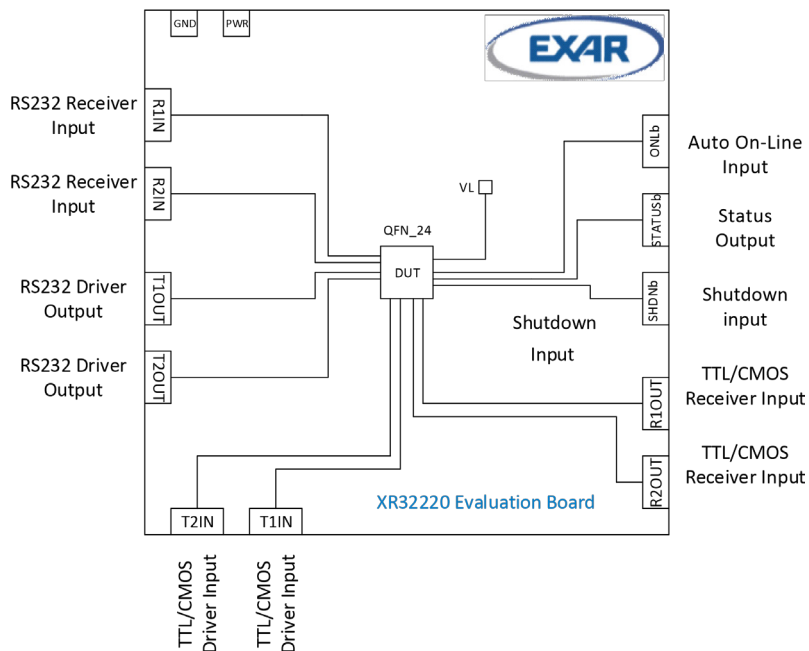 GND
PWR
EXAR
RS232 Receiver
Input
R1IN
RS232 Receiver
Input
R2IN
RS232 Driver
Output
T1OUT
RS232 Driver
Output
T2OUT
VL
QFN_24
DUT
ONLb
Auto On-Line
Input
STATUSb
Status
Output
SHDNb
Shutdown
input
Shutdown
Input
R1OUT
TTL/CMOS
Receiver Input
R2OUT
TTL/CMOS
Receiver Input
XR32220 Evaluation Board
T2IN
T1IN
TTL/CMOS
Driver Input
TTL/CMOS
Driver Input